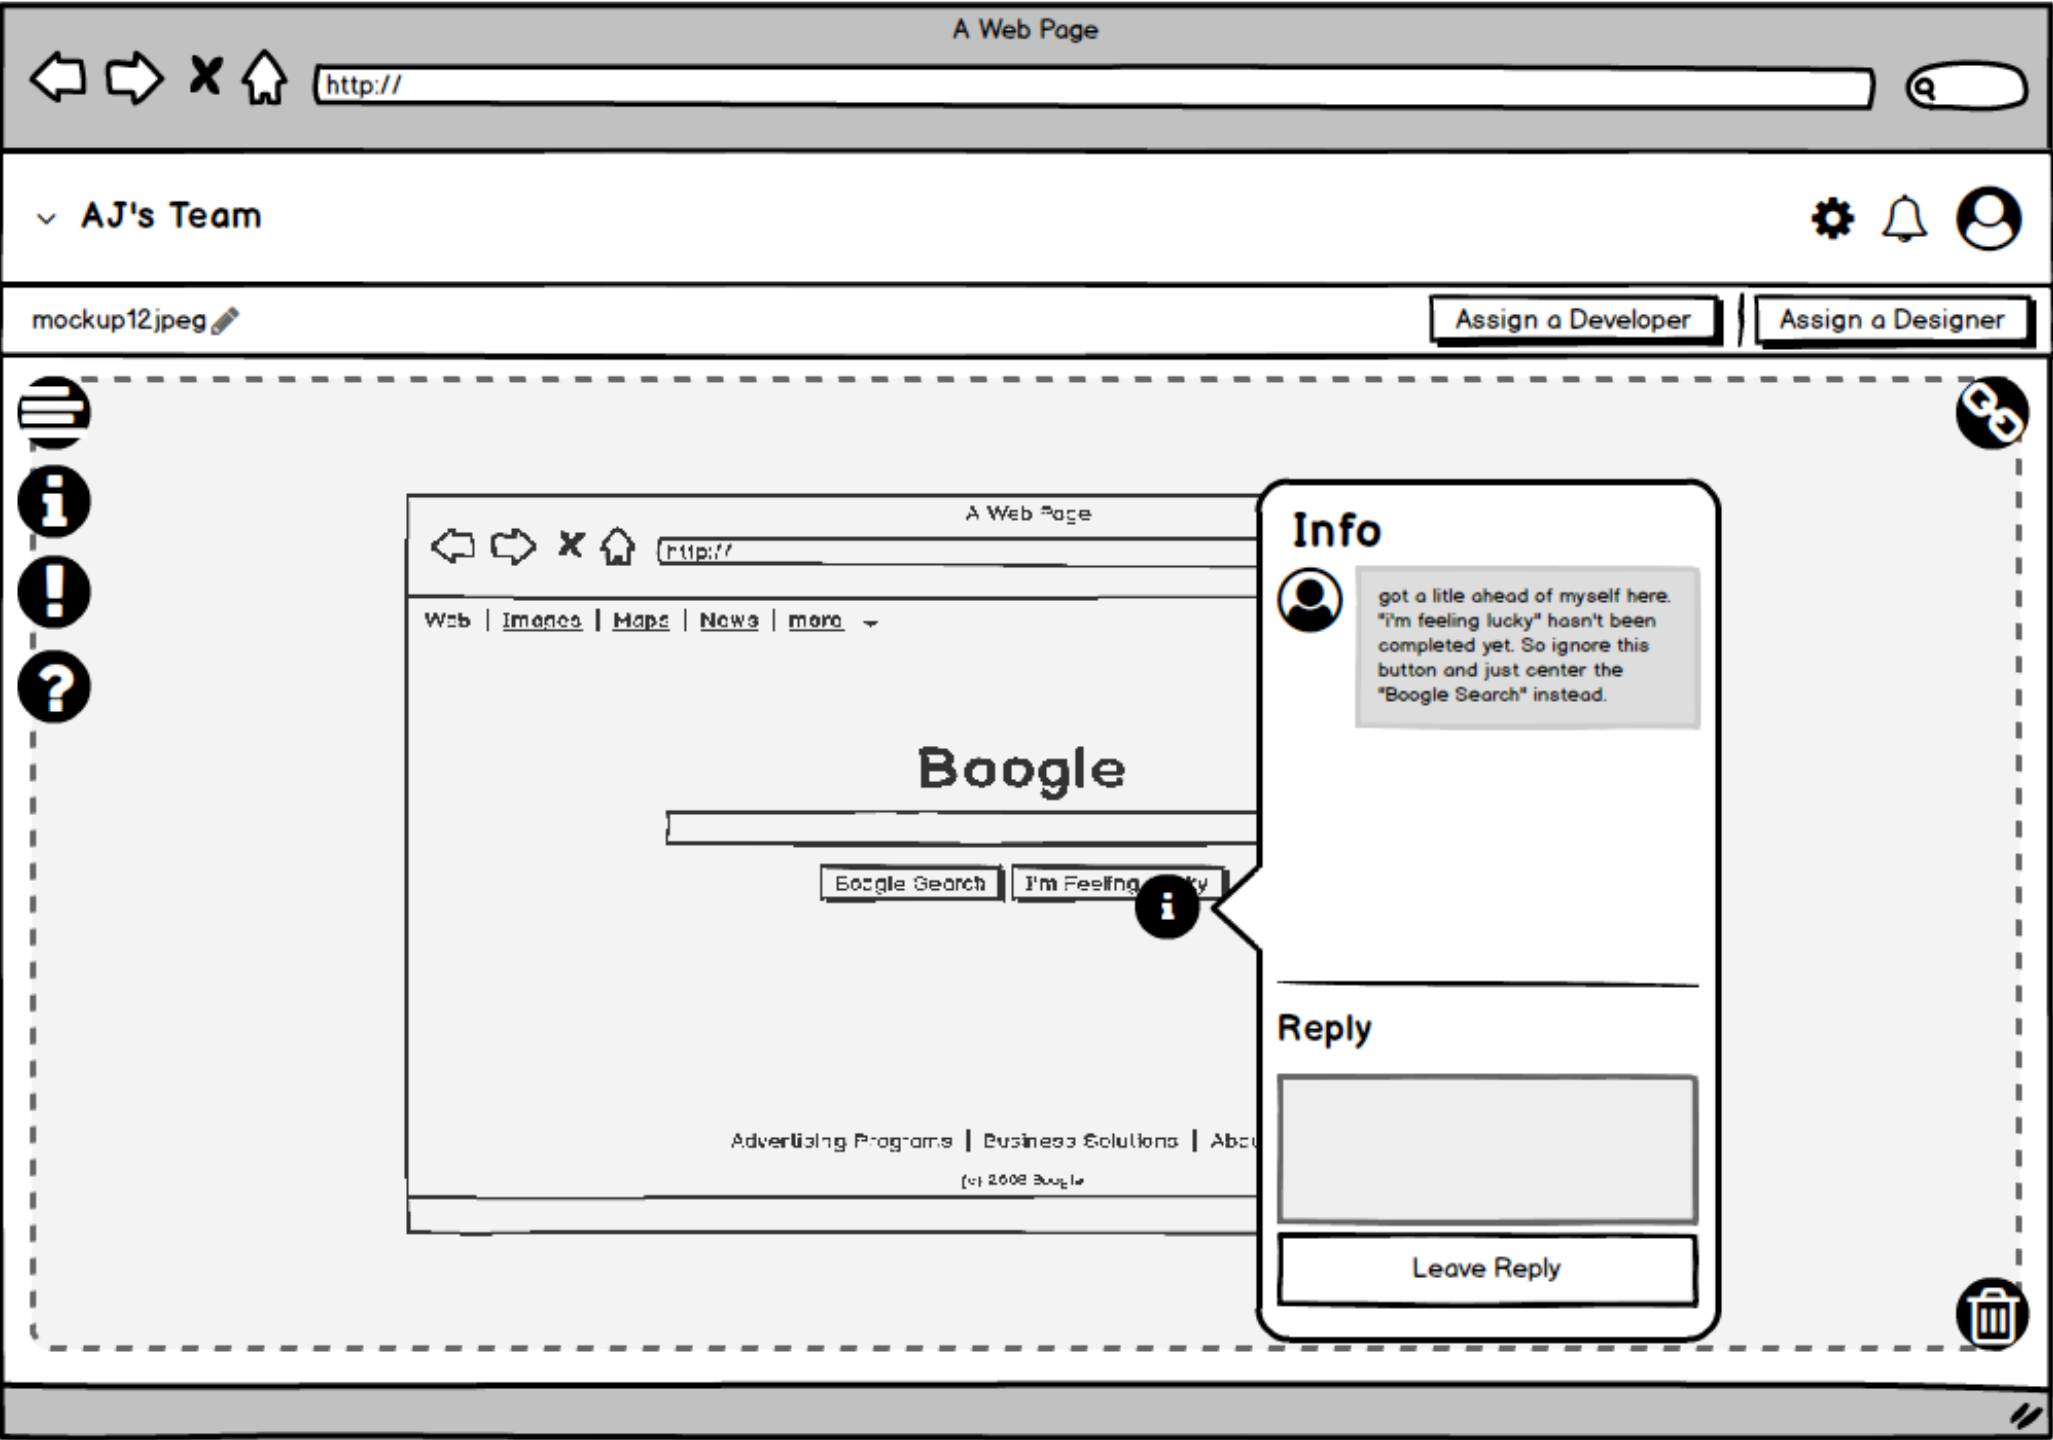 A Web Page
http://
AJ's Team
mockup12.jpeg
Assign a Developer
Assign a Designer
A Web Page
http://
Web | Images | Maps | News | more
Boogle
Boogle Search
I'm Feeling ky
Advertising Programs | Business Solutions | Abou
(c) 2008 Boogle
Info
got a litle ahead of myself here.
"i'm feeling lucky" hasn't been
completed yet. So ignore this
button and just center the
"Boogle Search" instead.
Reply
Leave Reply